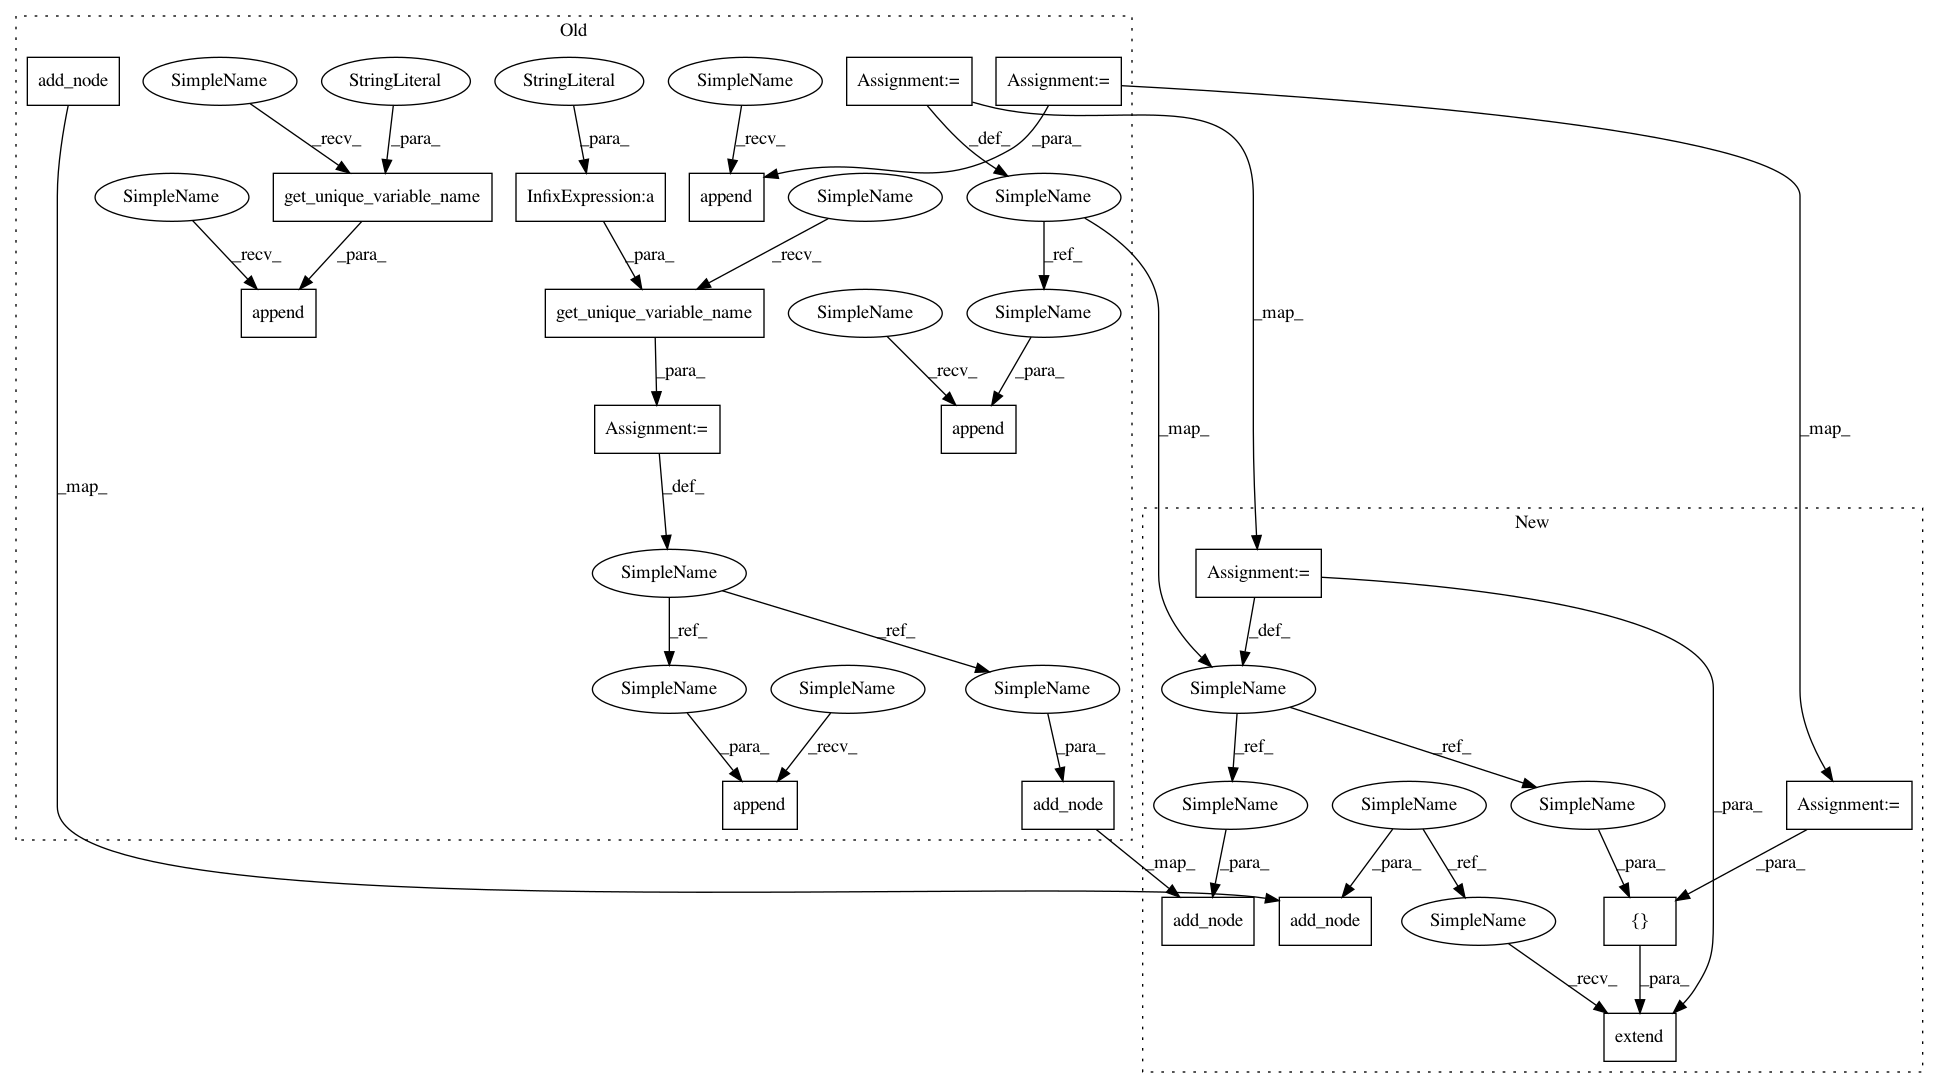 Old
add_node
SimpleName
StringLiteral
StringLiteral
SimpleName
Assignment:=
Assignment:=
_recv_
_para_
_para_
_recv_
_def_
_para_
SimpleName
get_unique_variable_name
InfixExpression:a
append
SimpleName
SimpleName
_recv_
_para_
_para_
_recv_
_ref_
append
get_unique_variable_name
SimpleName
SimpleName
_map_
_para_
_recv_
_para_
Assignment:=
append
_map_
_map_
_map_
_def_
New
SimpleName
Assignment:=
_ref_
_ref_
_def_
SimpleName
SimpleName
SimpleName
SimpleName
_para_
_recv_
_para_
_ref_
_ref_
append
add_node
SimpleName
SimpleName
SimpleName
Assignment:=
_para_
_map_
_para_
_para_
_ref_
_para_
_para_
add_node
add_node
SimpleName
{}
_recv_
_para_
extend